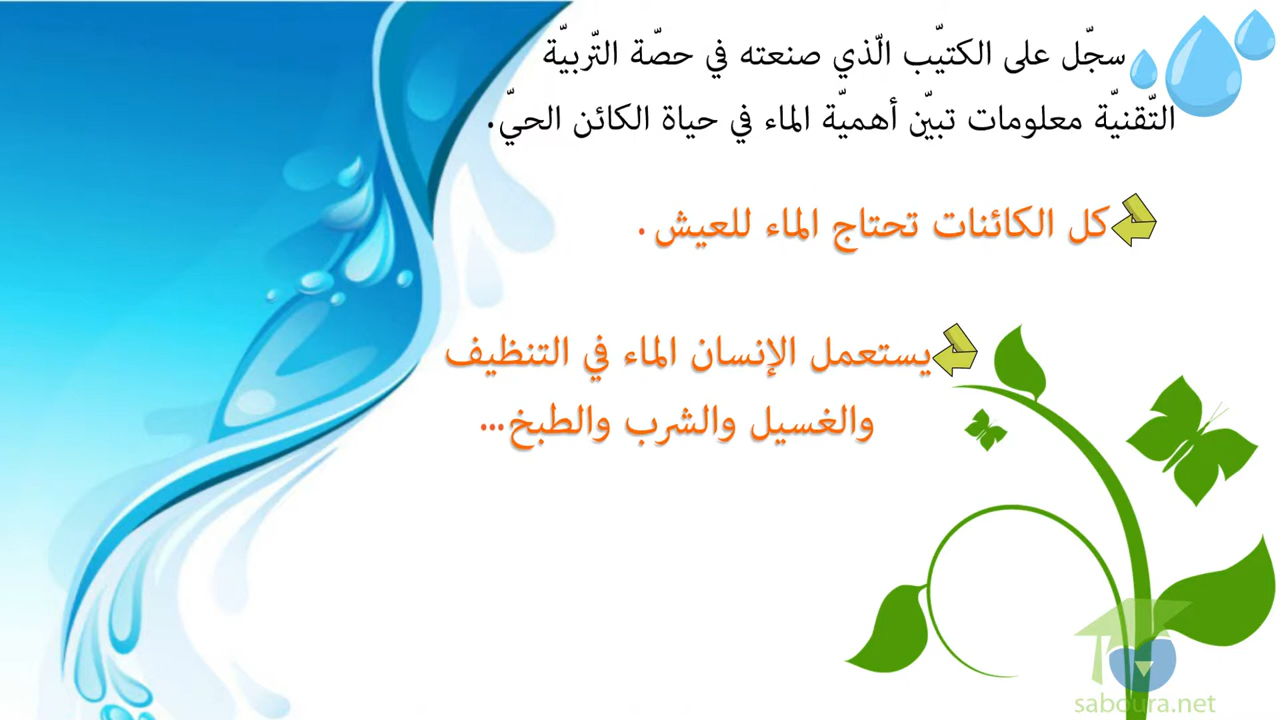 سجّل على الكتيّب الّذي صنعته في حصّة التّربيّة
التّقنيّة معلومات تبيّن أهميّة الماء في حياة الكائن الحيّ.
كل الكائنات تحتاج الماء للعيش .
يستعمل الإنسان الماء في التنظيف
والغسيل والشرب والطبخ...
saboura.net